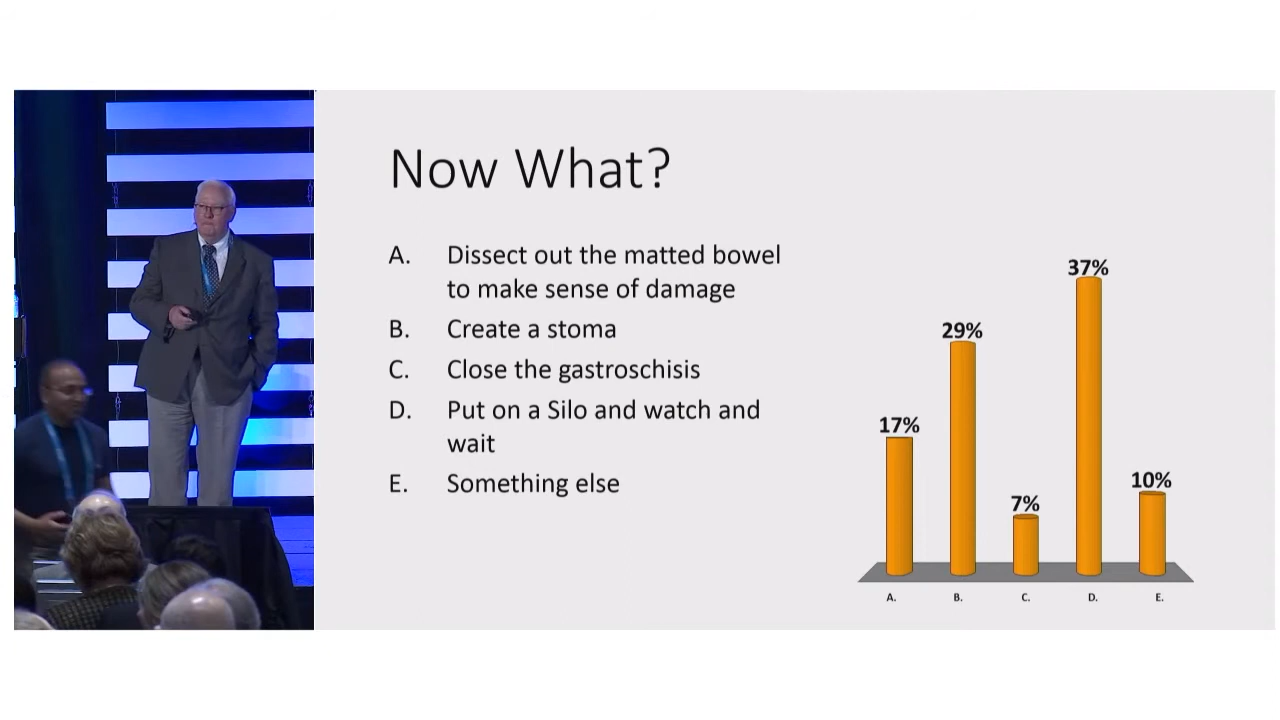 Now What?
A. Dissect out the matted bowel
to make sense of damage
B. Create a stoma
C. Close the gastroschisis
D. Put on a Silo and watch and
wait
E. Something else
37%
29%
17%
10%
7%
A. B. C. D. E.